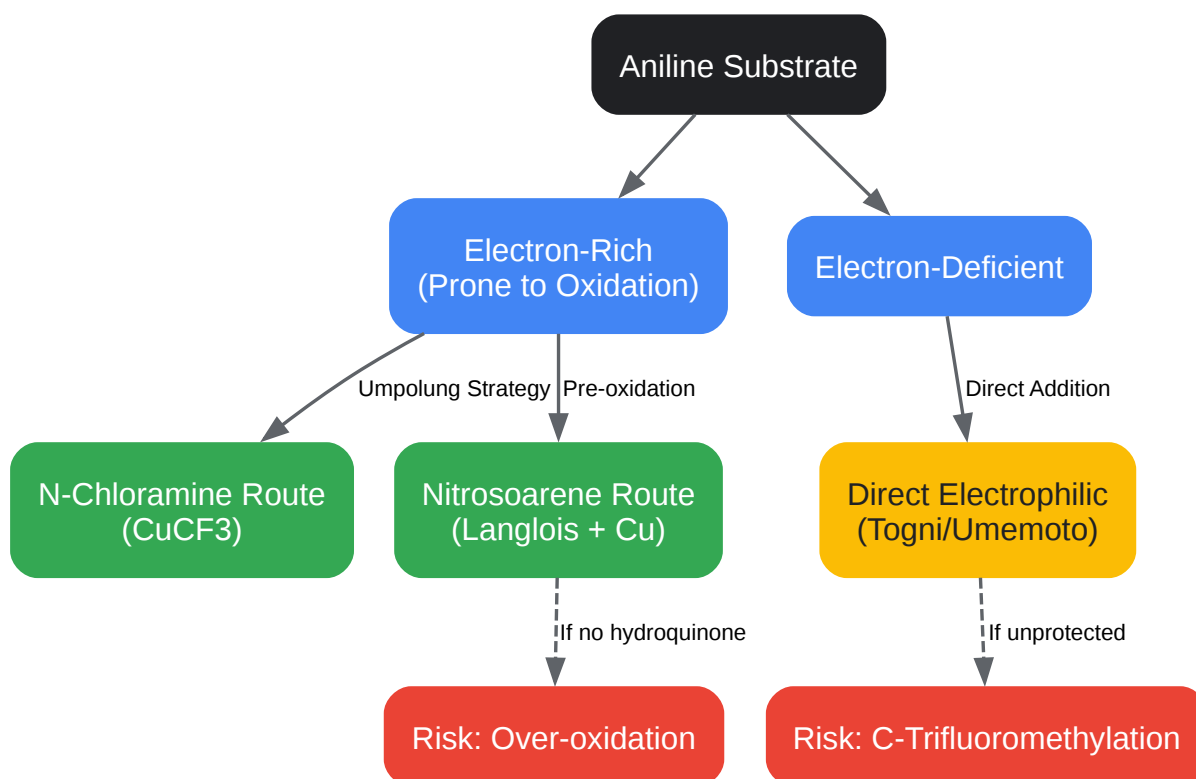 Aniline Substrate
Electron-Rich
(Prone to Oxidation)
Electron-Deficient
Umpolung Strategy
Pre-oxidation
Direct Addition
N-Chloramine Route
(CuCF3)
Nitrosoarene Route
(Langlois + Cu)
Direct Electrophilic
(Togni/Umemoto)
If no hydroquinone
If unprotected
Risk: Over-oxidation
Risk: C-Trifluoromethylation